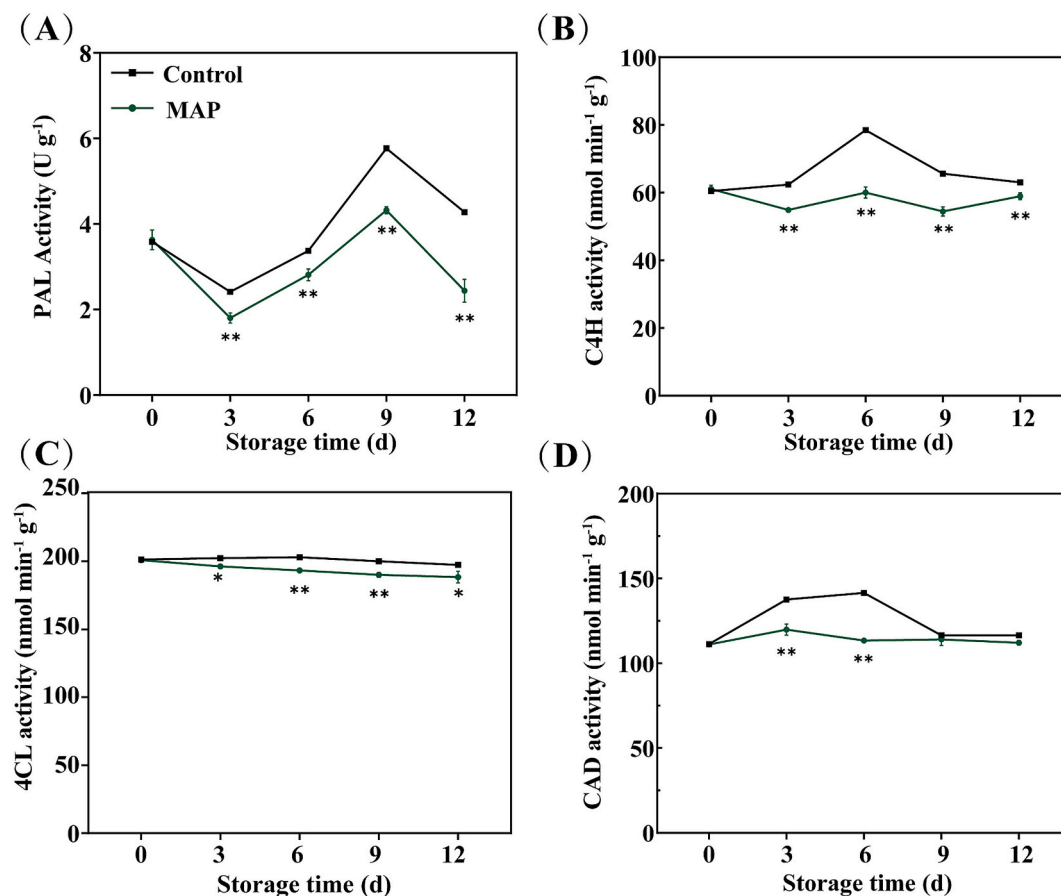 (A)
PAL Activity (U g⁻¹)
8
6
4
2
0
Control
MAP
**
**
**
**
0 3 6 9 12
Storage time (d)
(B)
C4H activity (nmol min⁻¹ g⁻¹)
100
80
60
40
20
0
**
**
**
**
0 3 6 9 12
Storage time (d)
(C)
4CL activity (nmol min⁻¹ g⁻¹)
250
200
150
100
50
0
*
**
**
*
0 3 6 9 12
Storage time (d)
(D)
CAD activity (nmol min⁻¹ g⁻¹)
200
150
100
50
0
**
**
0 3 6 9 12
Storage time (d)